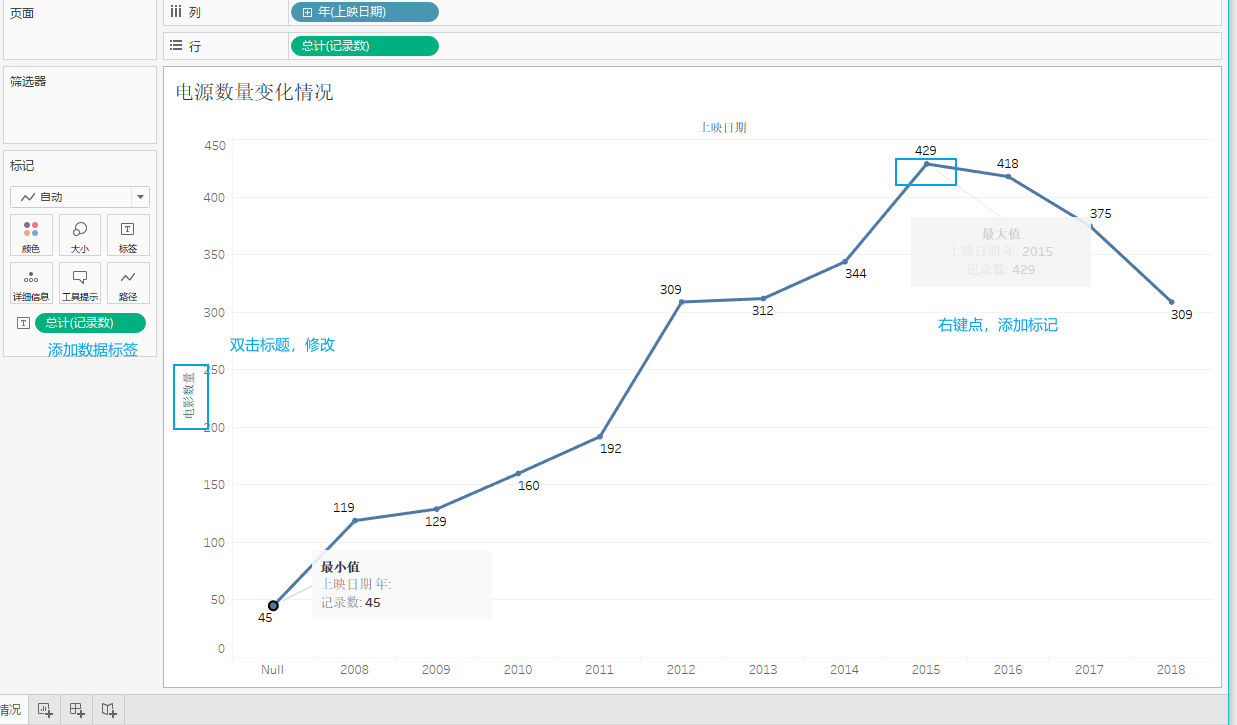 页面
列
年(上映日期)
行
总计(记录数)
筛选器
标记
自动
颜色
大小
标签
详细信息
工具提示
路径
总计(记录数)
添加数据标签
电源数量变化情况
上映日期
450
400
350
300
250
200
150
100
50
0
电影数量
双击标题，修改
429
418
375
344
309
312
309
192
160
129
119
45
最大值
上映日期 年: 2015
记录数: 429
右键点，添加标记
最小值
上映日期 年:
记录数: 45
Null
2008
2009
2010
2011
2012
2013
2014
2015
2016
2017
2018
情况